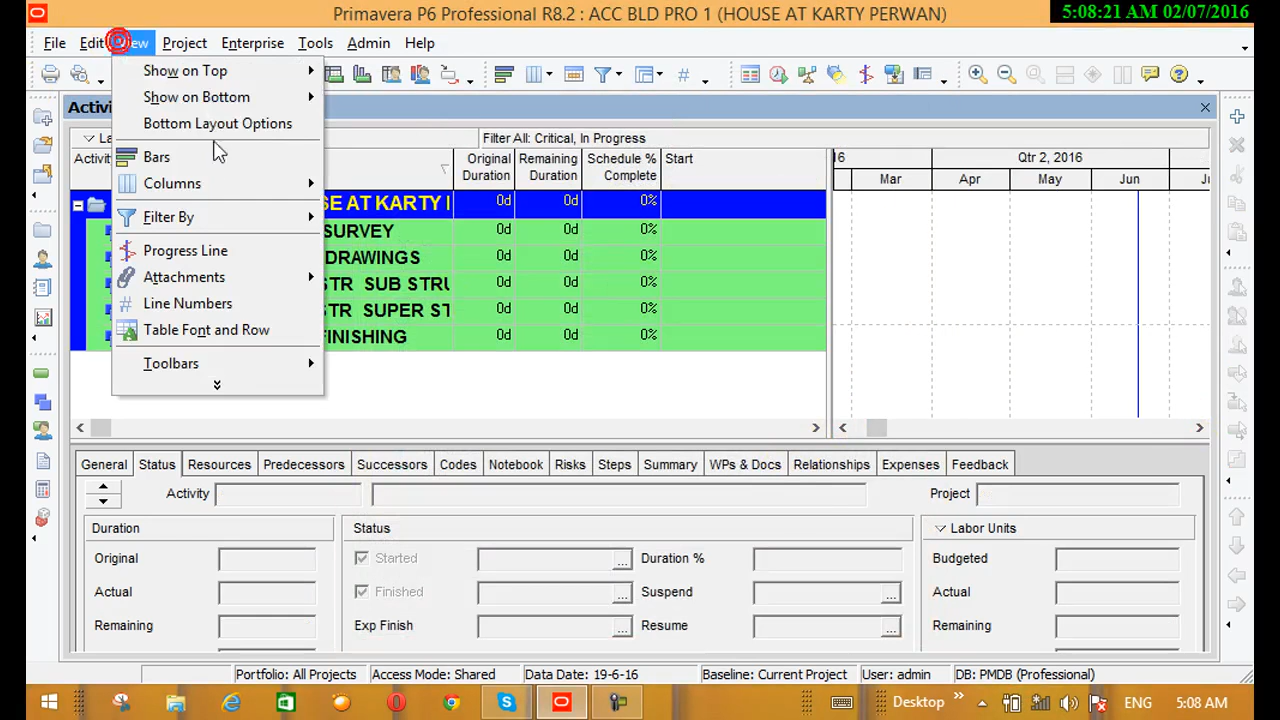 Primavera P6 Professional R8.2 : ACC BLD PRO 1 (HOUSE AT KARTY PERWAN)
5:08:21 AM 02/07/2016
File Edit View Project Enterprise Tools Admin Help
Show on Top
Show on Bottom
Bottom Layout Options
Bars
Columns
Filter By
Progress Line
Attachments
Line Numbers
Table Font and Row
Toolbars
Filter All: Critical, In Progress
Original Duration Remaining Duration Schedule % Complete Start
16 Qtr 2, 2016
Mar Apr May Jun
0d 0d 0%
SURVEY 0d 0d 0%
DRAWINGS 0d 0d 0%
STR SUB STRU 0d 0d 0%
STR SUPER ST 0d 0d 0%
FINISHING 0d 0d 0%
General Status Resources Predecessors Successors Codes Notebook Risks Steps Summary WPs & Docs Relationships Expenses Feedback
Activity Project
Duration Status Labor Units
Original Started ... Duration % Budgeted
Actual Finished ... Suspend ... Actual
Remaining Exp Finish ... Resume ... Remaining
Portfolio: All Projects Access Mode: Shared Data Date: 19-6-16 Baseline: Current Project User: admin DB: PMDB (Professional)
Desktop ENG 5:08 AM